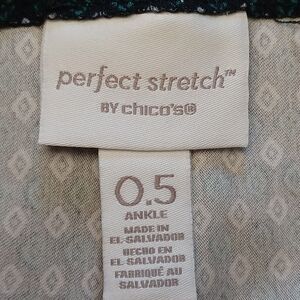 perfect stretch™
BY chico's®
0.5
ANKLE
MADE IN
EL SALVADOR
HECHO EN
EL SALVADOR
FABRIQUÉ AU
SALVADOR